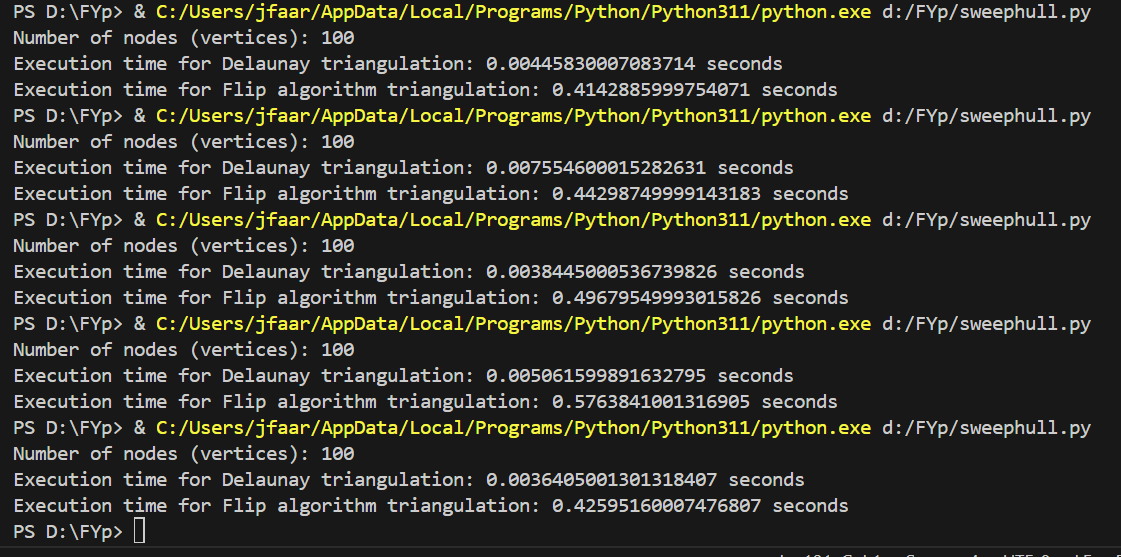 PS D:\FYp> & C:/Users/jfaar/AppData/Local/Programs/Python/Python311/python.exe d:/FYp/sweephull.py
Number of nodes (vertices): 100
Execution time for Delaunay triangulation: 0.00445830007083714 seconds
Execution time for Flip algorithm triangulation: 0.4142885999754071 seconds
PS D:\FYp> & C:/Users/jfaar/AppData/Local/Programs/Python/Python311/python.exe d:/FYp/sweephull.py
Number of nodes (vertices): 100
Execution time for Delaunay triangulation: 0.007554600015282631 seconds
Execution time for Flip algorithm triangulation: 0.44298749999143183 seconds
PS D:\FYp> & C:/Users/jfaar/AppData/Local/Programs/Python/Python311/python.exe d:/FYp/sweephull.py
Number of nodes (vertices): 100
Execution time for Delaunay triangulation: 0.0038445000536739826 seconds
Execution time for Flip algorithm triangulation: 0.49679549993015826 seconds
PS D:\FYp> & C:/Users/jfaar/AppData/Local/Programs/Python/Python311/python.exe d:/FYp/sweephull.py
Number of nodes (vertices): 100
Execution time for Delaunay triangulation: 0.005061599891632795 seconds
Execution time for Flip algorithm triangulation: 0.5763841001316905 seconds
PS D:\FYp> & C:/Users/jfaar/AppData/Local/Programs/Python/Python311/python.exe d:/FYp/sweephull.py
Number of nodes (vertices): 100
Execution time for Delaunay triangulation: 0.0036405001301318407 seconds
Execution time for Flip algorithm triangulation: 0.42595160007476807 seconds
PS D:\FYp>